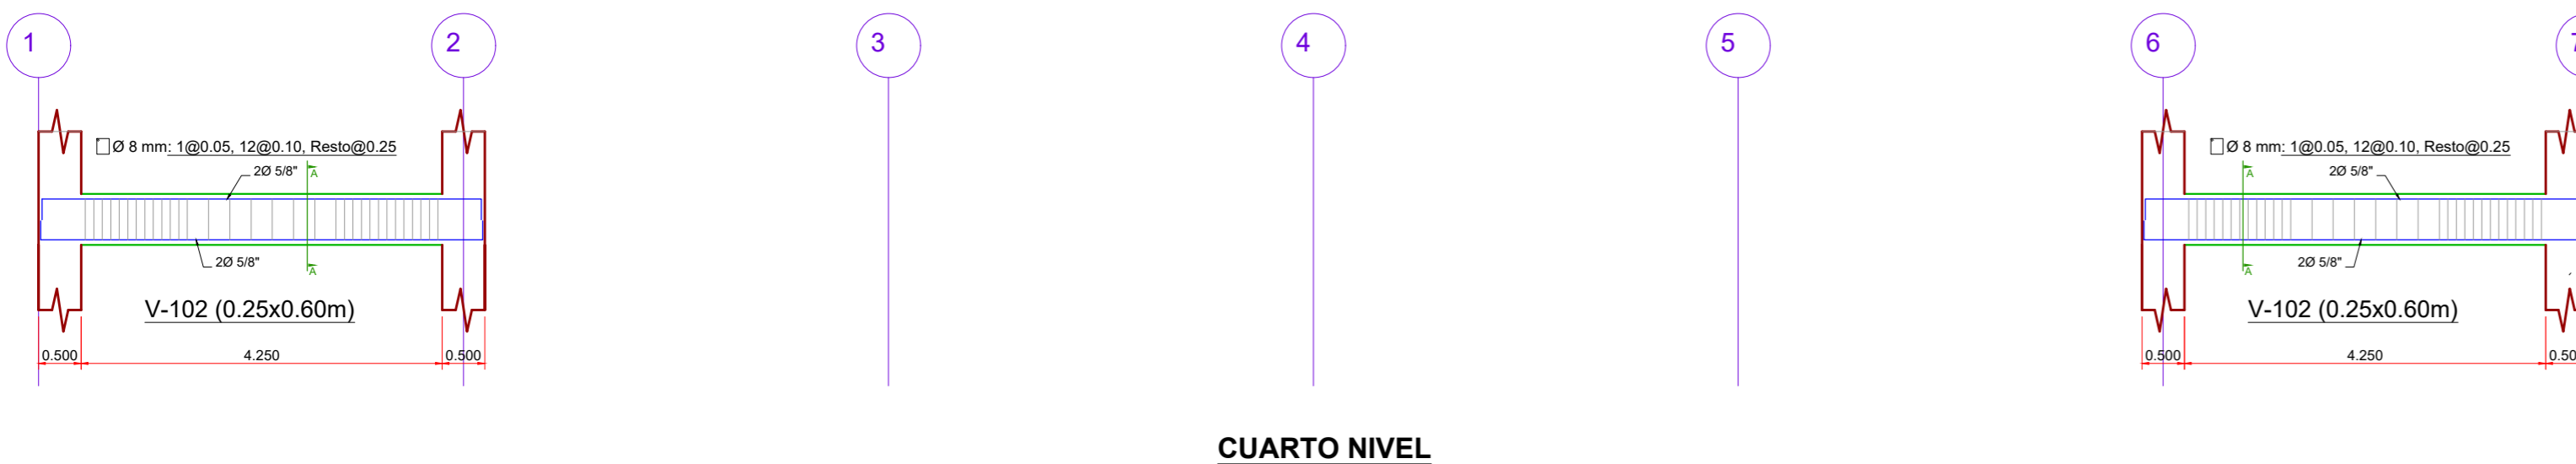 1 2 3 4 5 6 7
□ Ø 8 mm: 1@0.05, 12@0.10, Resto@0.25 □ Ø 8 mm: 1@0.05, 12@0.10, Resto@0.25
2Ø 5/8" A A 2Ø 5/8"
2Ø 5/8" A A 2Ø 5/8"
V-102 (0.25x0.60m) V-102 (0.25x0.60m)
0.500 4.250 0.500 0.500 4.250 0.50
CUARTO NIVEL